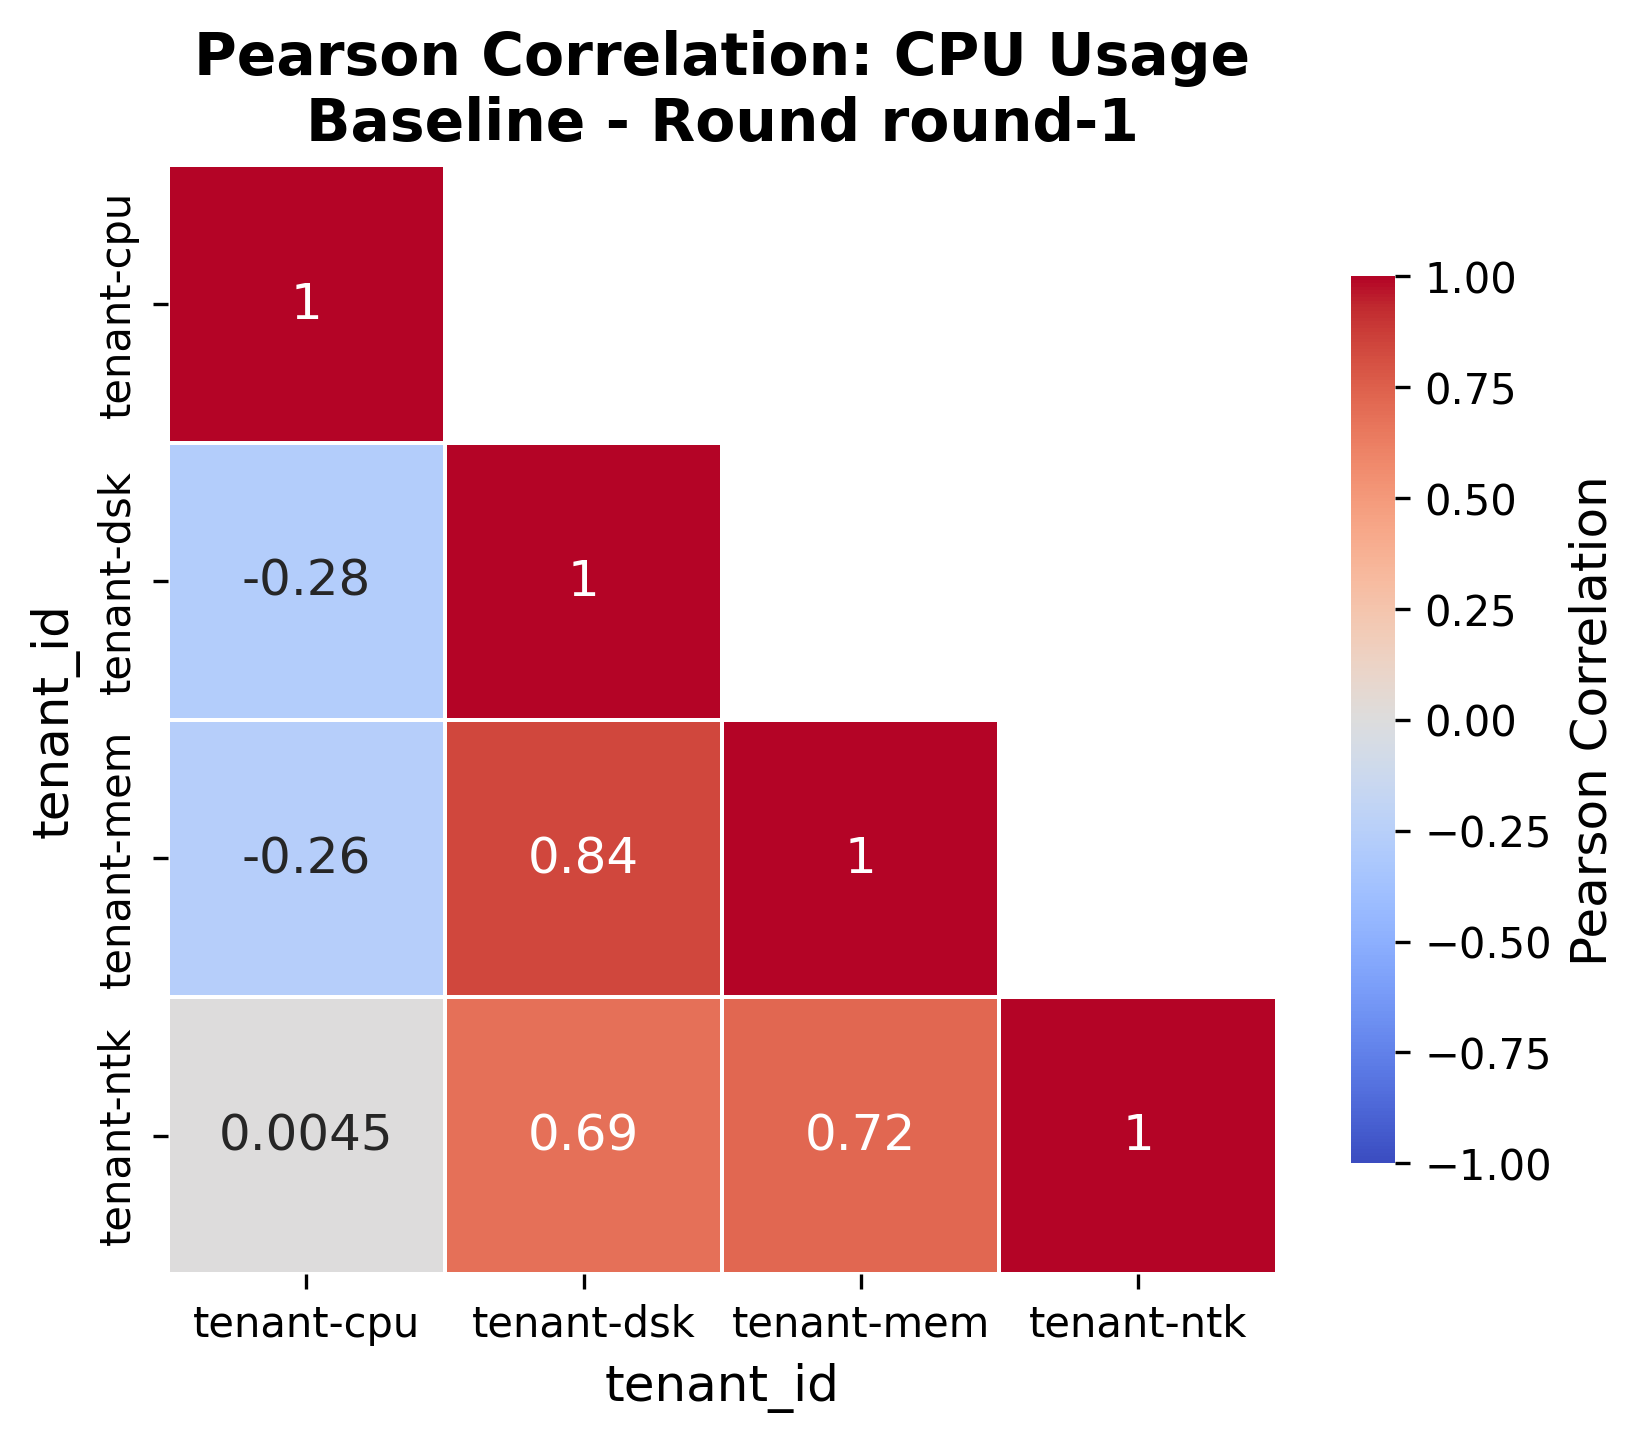 Pearson Correlation: CPU Usage
Baseline - Round round-1
tenant_id
tenant-cpu
1
tenant-dsk
-0.28
1
tenant-mem
-0.26
0.84
1
tenant-ntk
0.0045
0.69
0.72
1
tenant-cpu
tenant-dsk
tenant-mem
tenant-ntk
tenant_id
1.00
0.75
0.50
0.25
0.00
−0.25
−0.50
−0.75
−1.00
Pearson Correlation